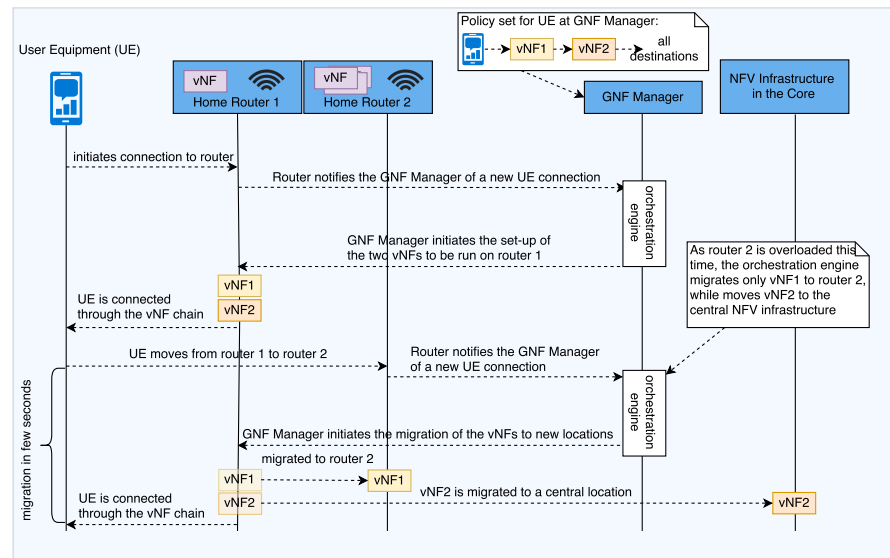 Policy set for UE at GNF Manager:
vNF1
vNF2
all
destinations
User Equipment (UE)
vNF
Home Router 1
vNF
Home Router 2
GNF Manager
NFV Infrastructure
in the Core
initiates connection to router
Router notifies the GNF Manager of a new UE connection
orchestration
engine
GNF Manager initiates the set-up of
the two vNFs to be run on router 1
As router 2 is overloaded this
time, the orchestration engine
migrates only vNF1 to router 2,
while moves vNF2 to the
central NFV infrastructure
vNF1
vNF2
UE is connected
through the vNF chain
UE moves from router 1 to router 2
Router notifies the GNF Manager
of a new UE connection
orchestration
engine
migration in few seconds
GNF Manager initiates the migration of the vNFs to new locations
migrated to router 2
vNF1
vNF1
vNF2 is migrated to a central location
UE is connected
through the vNF chain
vNF2
vNF2